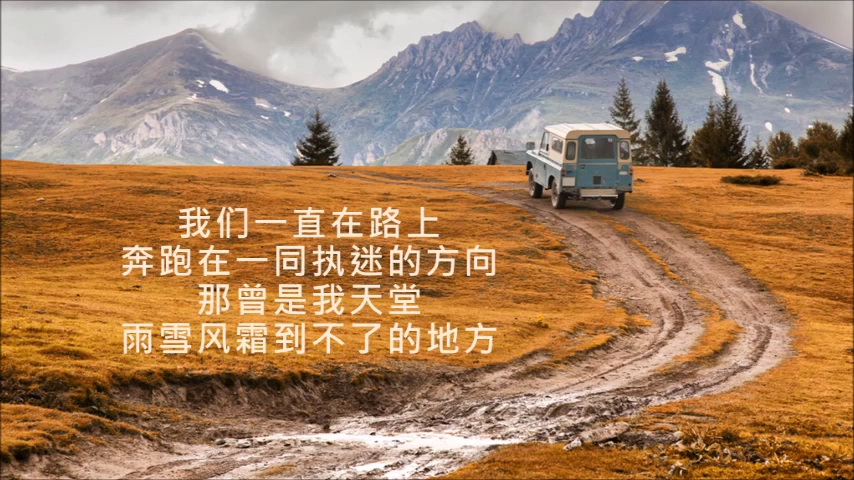 我们一直在路上
奔跑在一同执迷的方向
那曾是我天堂
雨雪风霜到不了的地方